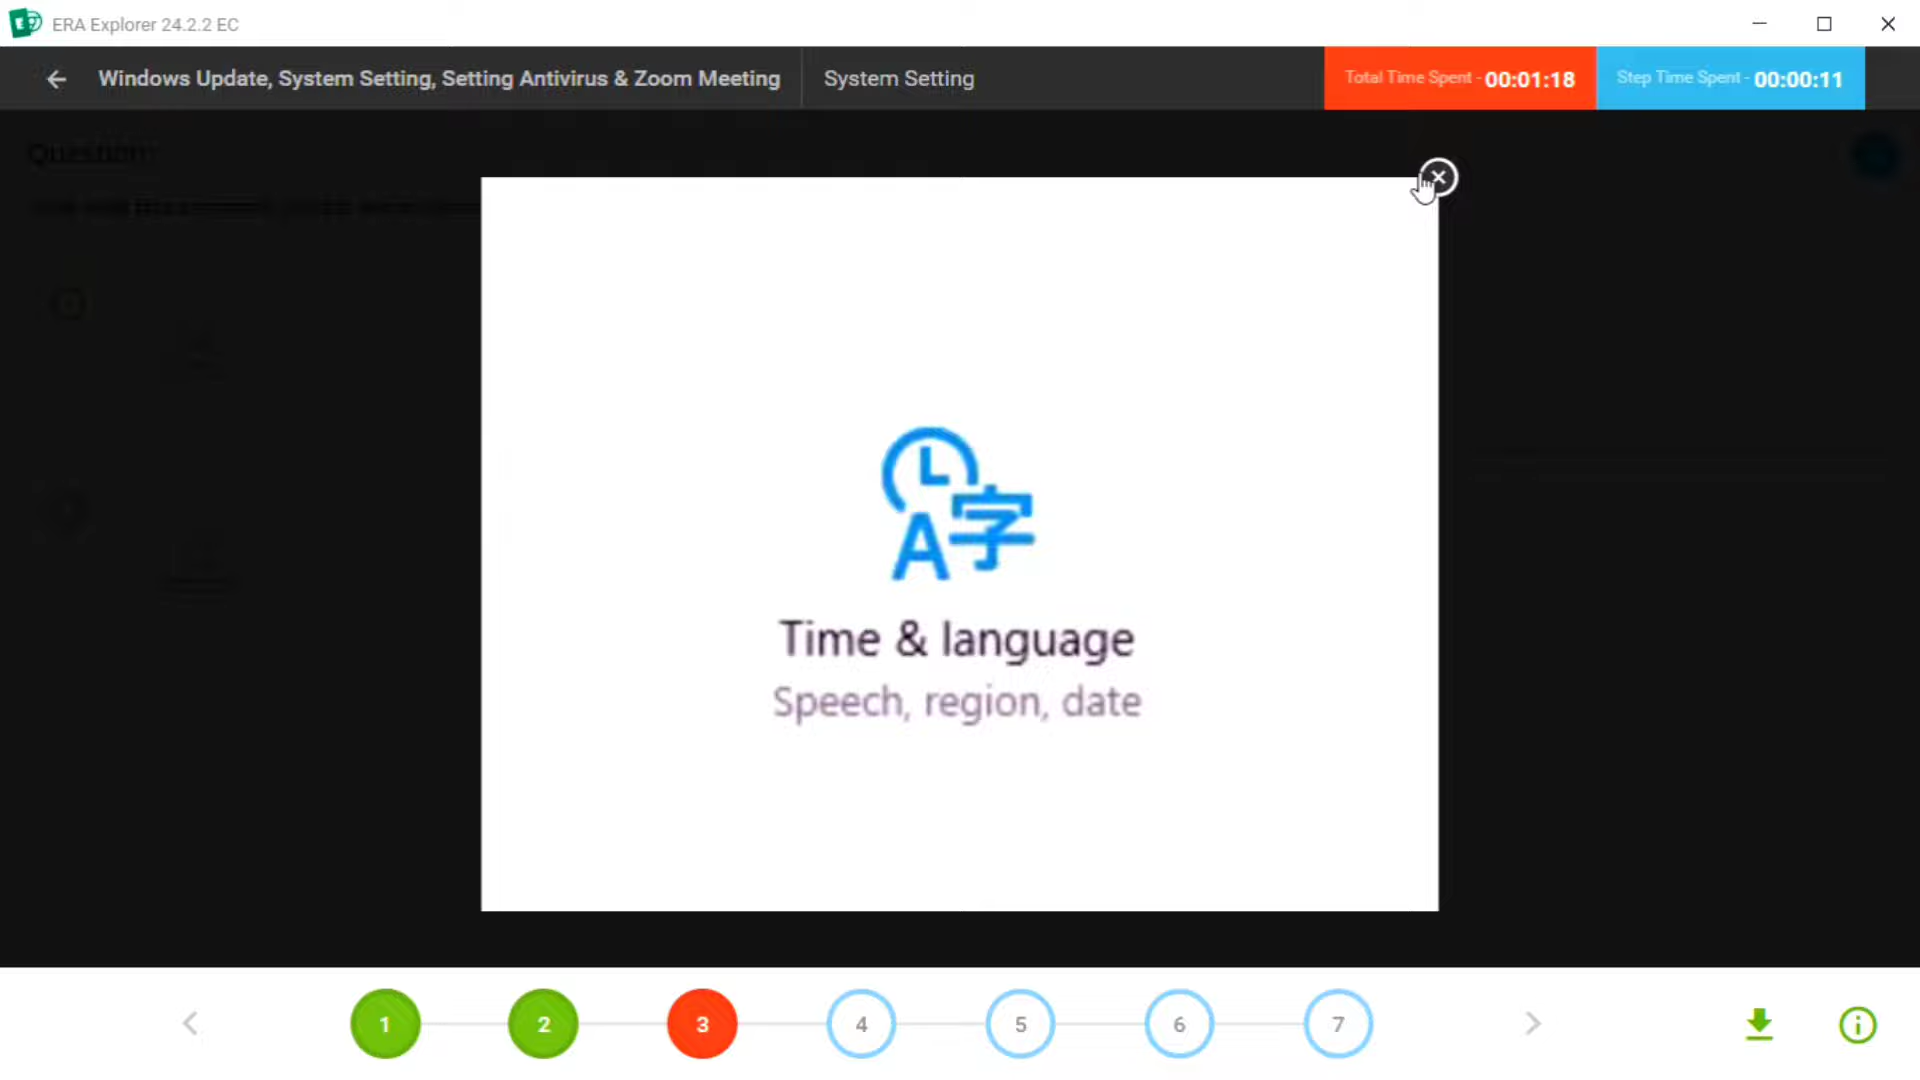 ERA Explorer 24.2.2 EC
Windows Update, System Setting, Setting Antivirus & Zoom Meeting
System Setting
Total Time Spent - 00:01:18
Step Time Spent - 00:00:11
Question
A字
Time & language
Speech, region, date
1
2
3
4
5
6
7